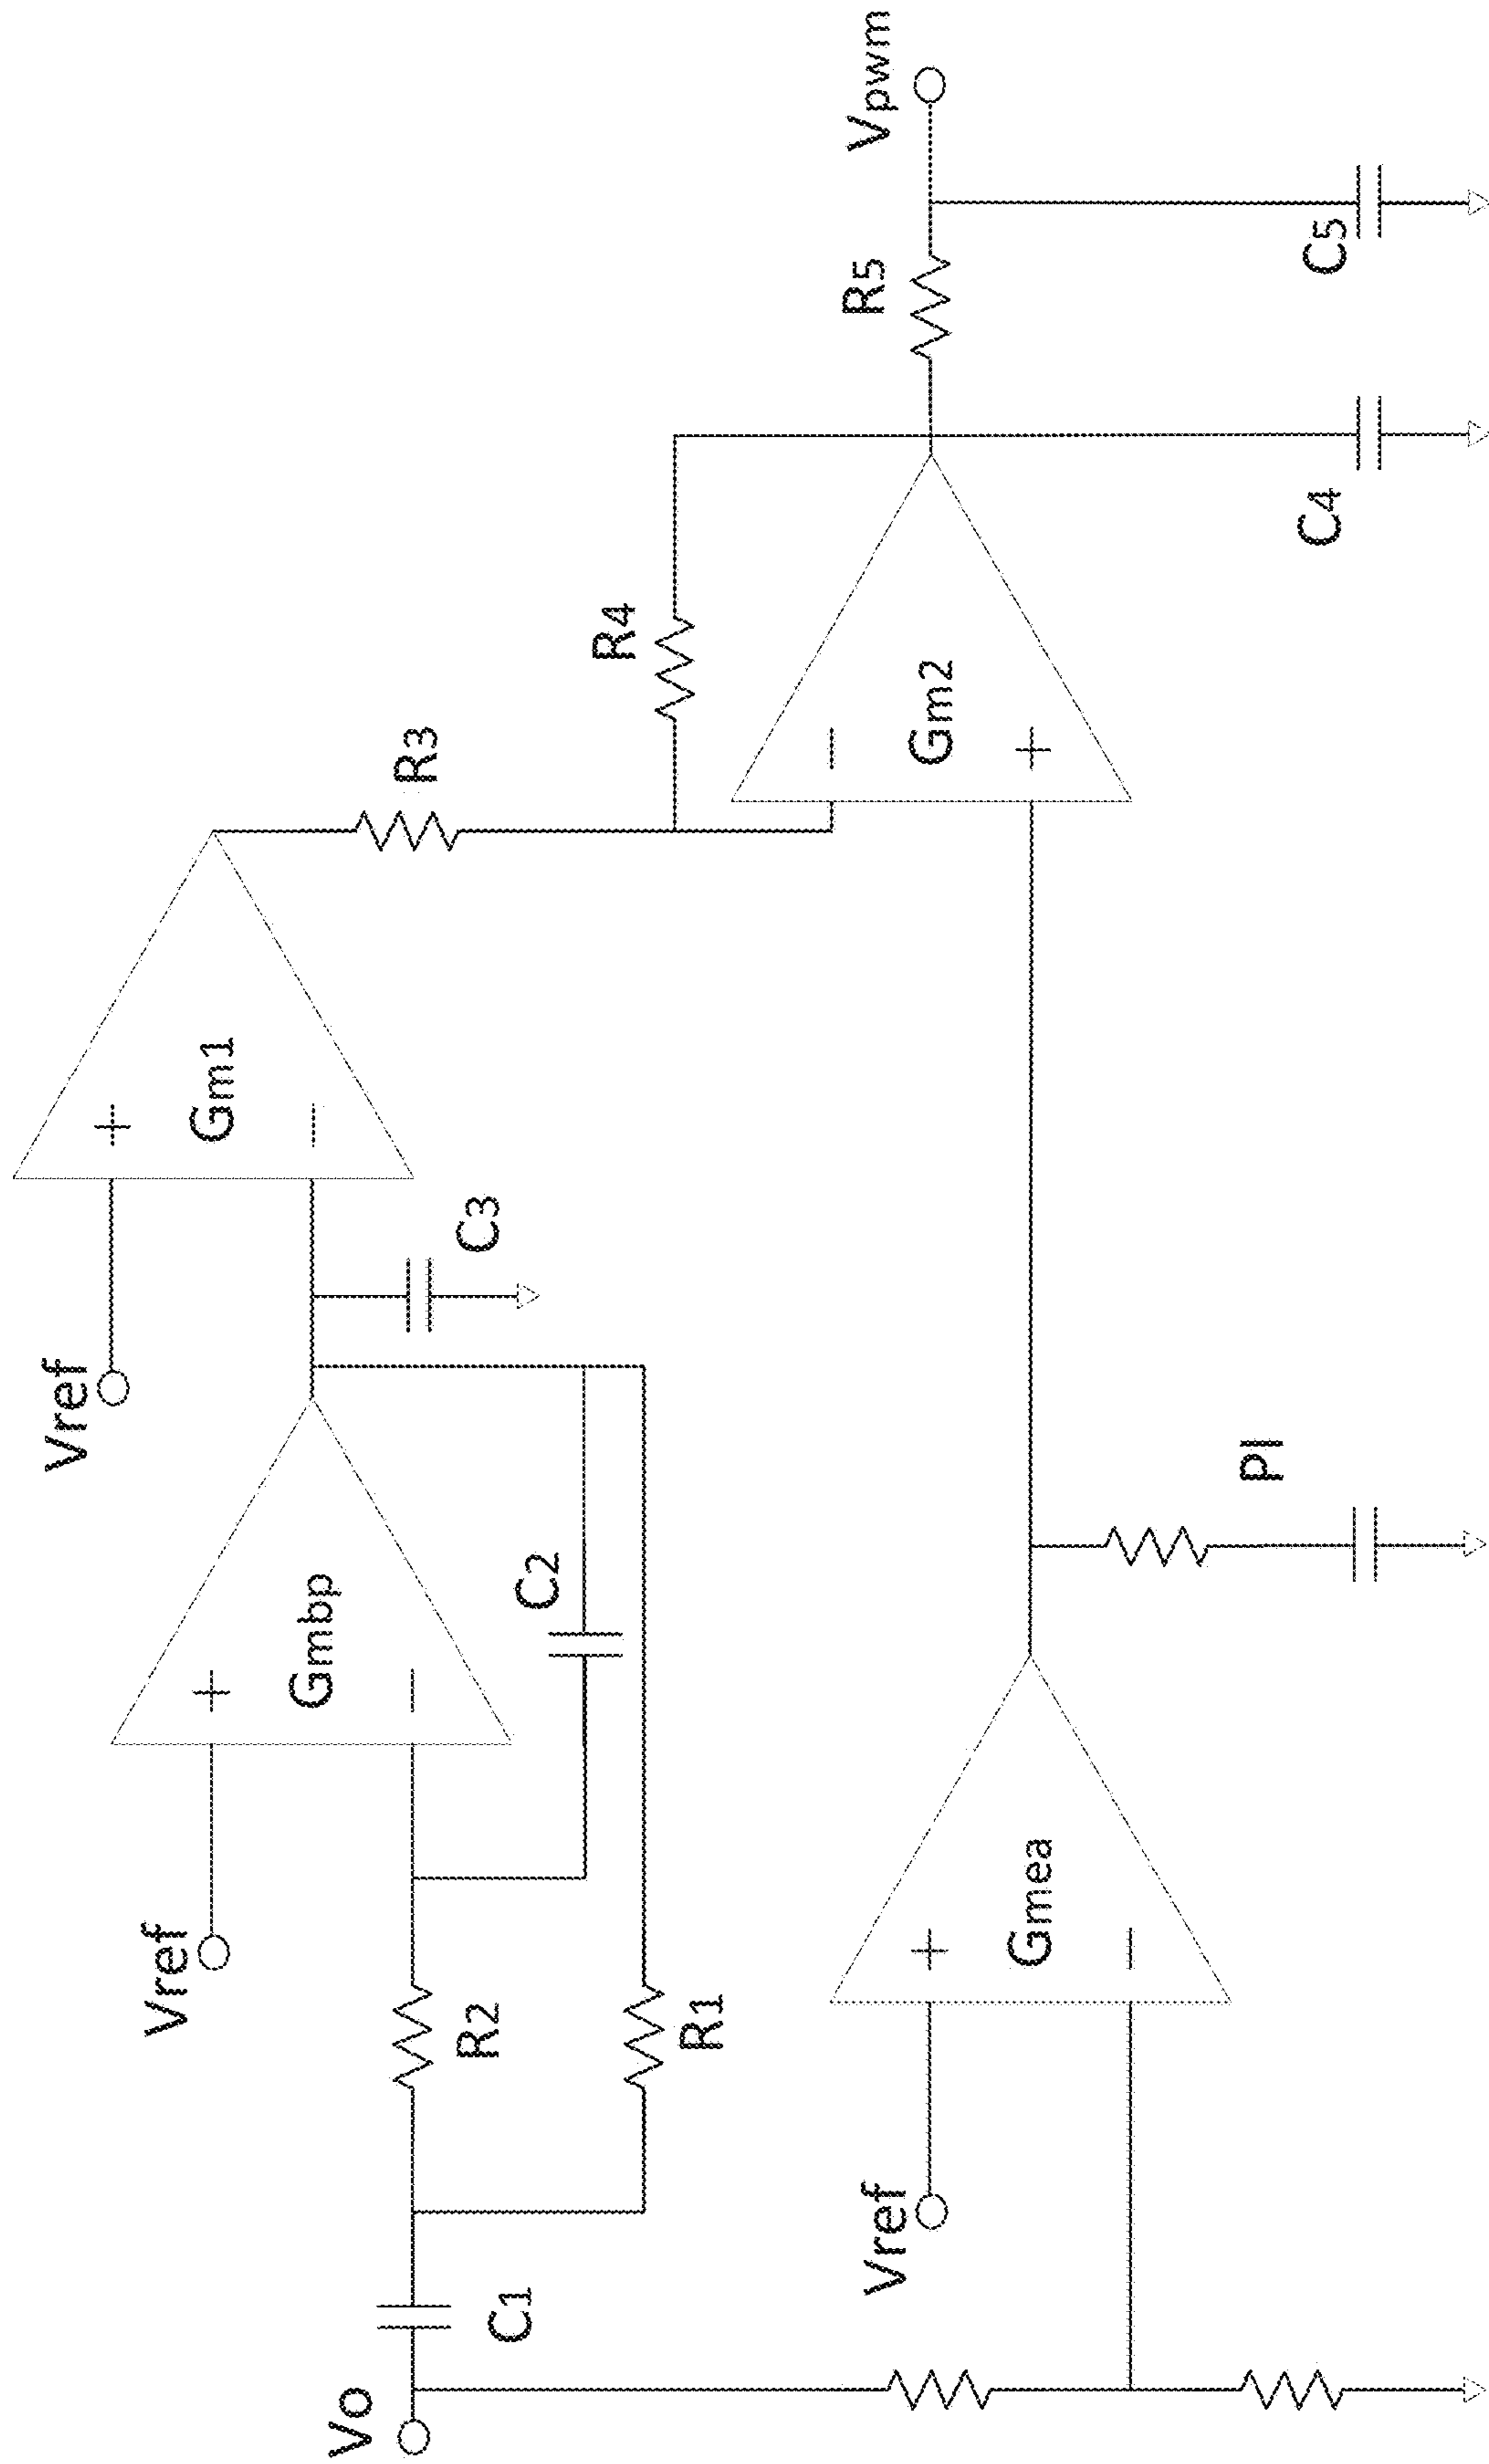 Vref
Gm1
R3
Vref
Gmbp
C3
R4
Vo
C1
R2
C2
R1
Gm2
R5
Vpwm
Vref
Gmea
PI
C4
C5
+
−
+
−
+
−
−
+